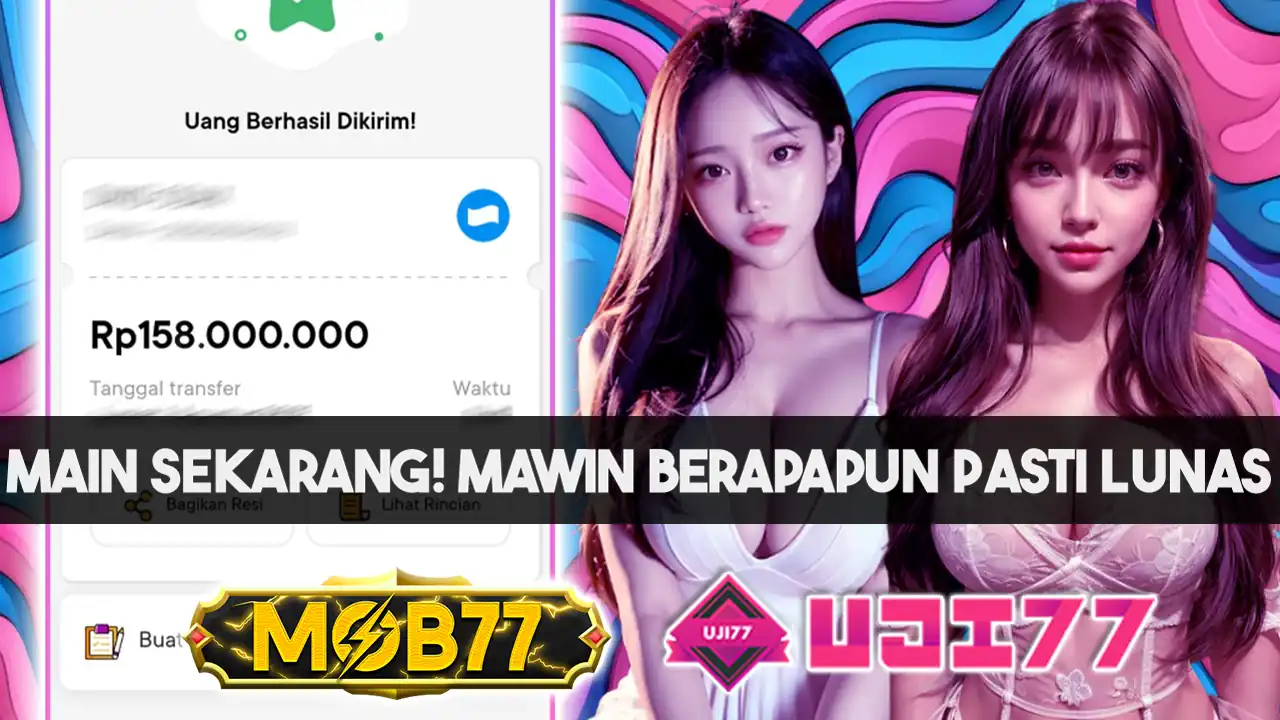 Uang Berhasil Dikirim!
Rp158.000.000
Tanggal transfer
Waktu
MAIN SEKARANG! MAWIN BERAPAPUN PASTI LUNAS
Bagikan Resi
Lihat Rincian
Buat
MOB77
UJI77
UJI77